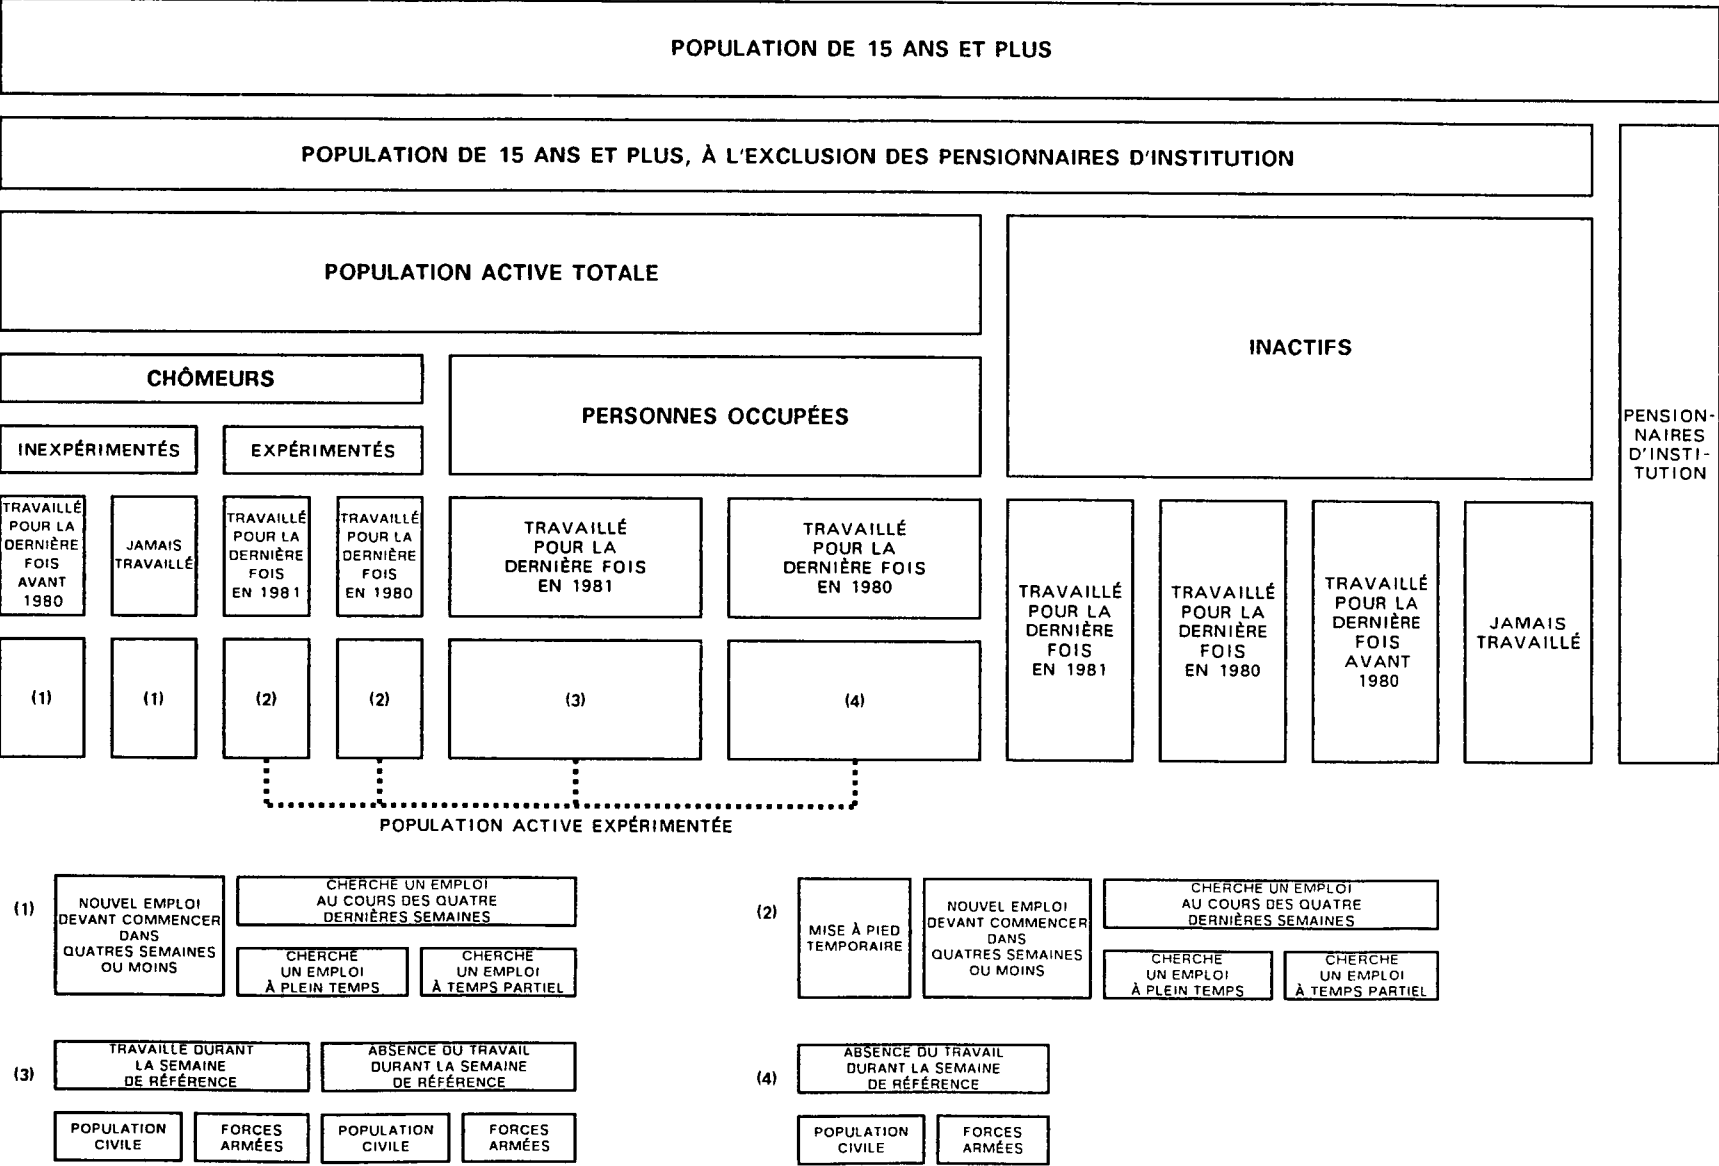 POPULATION DE 15 ANS ET PLUS
POPULATION DE 15 ANS ET PLUS, À L'EXCLUSION DES PENSIONNAIRES D'INSTITUTION
POPULATION ACTIVE TOTALE
INACTIFS
PENSION-
NAIRES
D'INSTI-
TUTION
CHÔMEURS
PERSONNES OCCUPÉES
INEXPÉRIMENTÉS
EXPÉRIMENTÉS
TRAVAILLÉ
POUR LA
DERNIÈRE
FOIS
AVANT
1980
JAMAIS
TRAVAILLÉ
TRAVAILLÉ
POUR LA
DERNIÈRE
FOIS
EN 1981
TRAVAILLÉ
POUR LA
DERNIÈRE
FOIS
EN 1980
TRAVAILLÉ
POUR LA
DERNIÈRE FOIS
EN 1981
TRAVAILLÉ
POUR LA
DERNIÈRE FOIS
EN 1980
TRAVAILLÉ
POUR LA
DERNIÈRE
FOIS
EN 1981
TRAVAILLÉ
POUR LA
DERNIÈRE
FOIS
EN 1980
TRAVAILLÉ
POUR LA
DERNIÈRE
FOIS
AVANT
1980
JAMAIS
TRAVAILLÉ
(1)
(1)
(2)
(2)
(3)
(4)
POPULATION ACTIVE EXPÉRIMENTÉE
(1)
NOUVEL EMPLOI
DEVANT COMMENCER
DANS
QUATRES SEMAINES
OU MOINS
CHERCHÉ UN EMPLOI
AU COURS DES QUATRE
DERNIÈRES SEMAINES
CHERCHÉ
UN EMPLOI
À PLEIN TEMPS
CHERCHÉ
UN EMPLOI
À TEMPS PARTIEL
(2)
MISE À PIED
TEMPORAIRE
NOUVEL EMPLOI
DEVANT COMMENCER
DANS
QUATRES SEMAINES
OU MOINS
CHERCHÉ UN EMPLOI
AU COURS DES QUATRE
DERNIÈRES SEMAINES
CHERCHÉ
UN EMPLOI
À PLEIN TEMPS
CHERCHÉ
UN EMPLOI
À TEMPS PARTIEL
(3)
TRAVAILLÉ DURANT
LA SEMAINE
DE RÉFÉRENCE
ABSENCE DU TRAVAIL
DURANT LA SEMAINE
DE RÉFÉRENCE
POPULATION
CIVILE
FORCES
ARMÉES
POPULATION
CIVILE
FORCES
ARMÉES
(4)
ABSENCE DU TRAVAIL
DURANT LA SEMAINE
DE RÉFÉRENCE
POPULATION
CIVILE
FORCES
ARMÉES